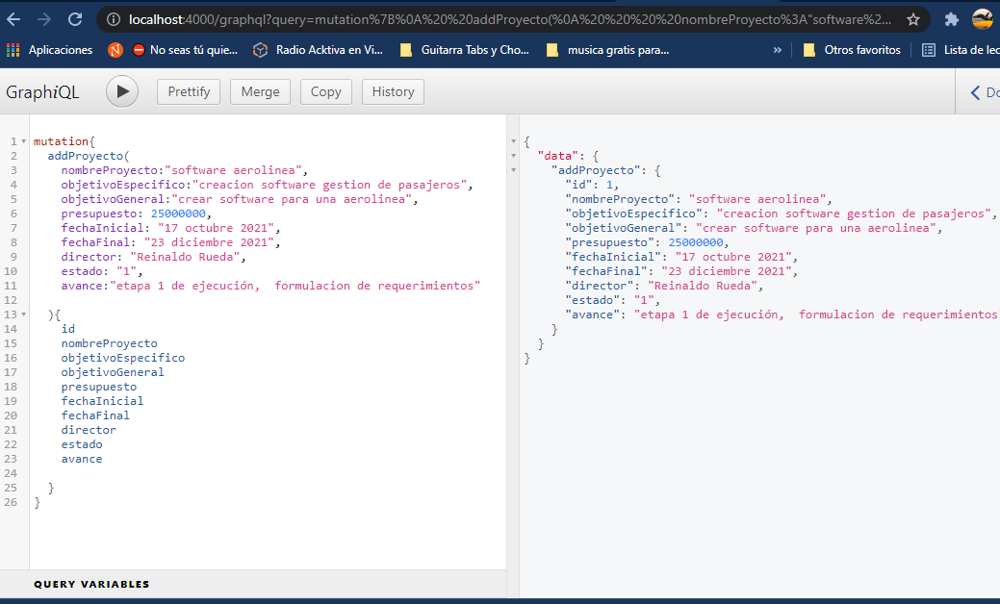 localhost:4000/graphql?query=mutation%7B%0A%20%20addProyecto(%0A%20%20%20%20nombreProyecto%3A"software%2...
Aplicaciones No seas tú quie... Radio Acktiva en Vi... Guitarra Tabs y Cho... musica gratis para... » Otros favoritos Lista de lec
GraphiQL Prettify Merge Copy History < Do
1 mutation{
2 addProyecto(
3 nombreProyecto:"software aerolinea",
4 objetivoEspecifico:"creacion software gestion de pasajeros",
5 objetivoGeneral:"crear software para una aerolinea",
6 presupuesto: 25000000,
7 fechaInicial: "17 octubre 2021",
8 fechaFinal: "23 diciembre 2021",
9 director: "Reinaldo Rueda",
10 estado: "1",
11 avance:"etapa 1 de ejecución,  formulacion de requerimientos"
12
13 ){
14 id
15 nombreProyecto
16 objetivoEspecifico
17 objetivoGeneral
18 presupuesto
19 fechaInicial
20 fechaFinal
21 director
22 estado
23 avance
24
25 }
26 }
{
"data": {
"addProyecto": {
"id": 1,
"nombreProyecto": "software aerolinea",
"objetivoEspecifico": "creacion software gestion de pasajeros",
"objetivoGeneral": "crear software para una aerolinea",
"presupuesto": 25000000,
"fechaInicial": "17 octubre 2021",
"fechaFinal": "23 diciembre 2021",
"director": "Reinaldo Rueda",
"estado": "1",
"avance": "etapa 1 de ejecución,  formulacion de requerimientos
}
}
}
QUERY VARIABLES